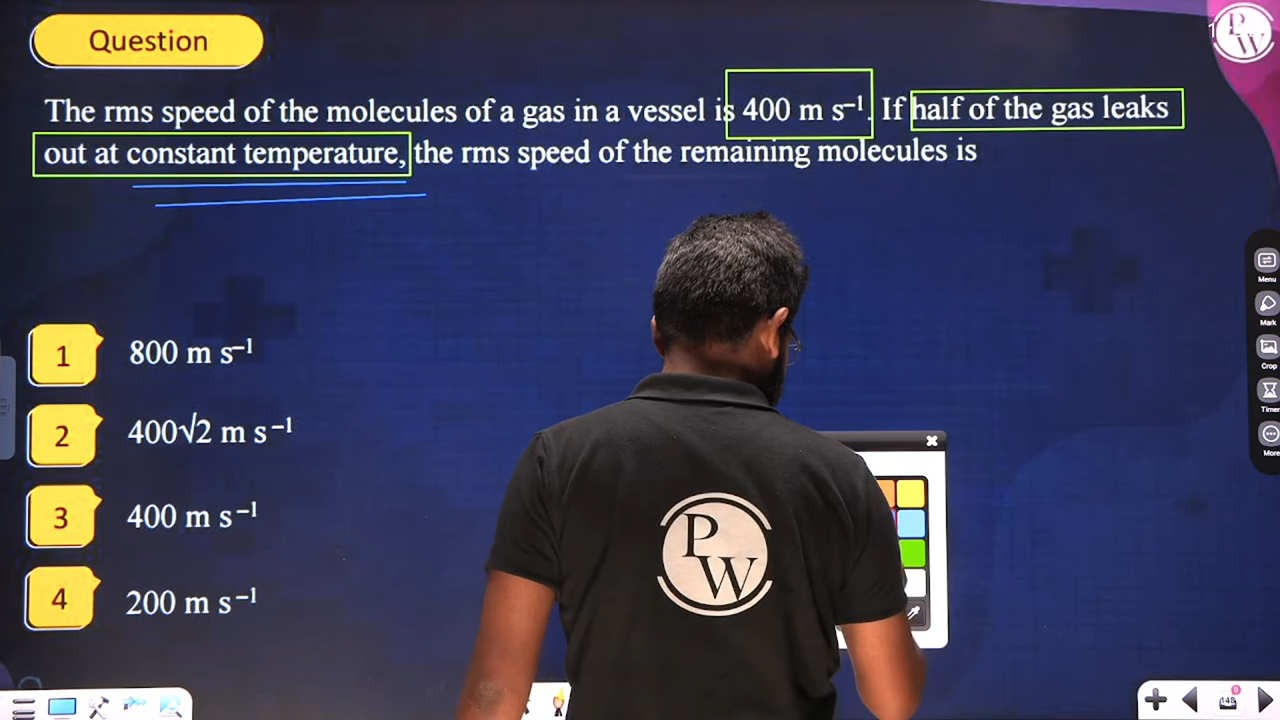 Question
The rms speed of the molecules of a gas in a vessel is 400 m s⁻¹. If half of the gas leaks
out at constant temperature, the rms speed of the remaining molecules is
1 800 m s⁻¹
2 400√2 m s⁻¹
3 400 m s⁻¹
4 200 m s⁻¹
PW
PW
Menu
Mark
Crop
Timer
More